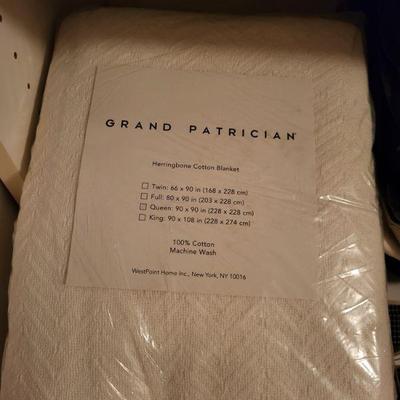 GRAND PATRICIAN®
Herringbone Cotton Blanket
Twin: 66 x 90 in (168 x 228 cm)
Full: 80 x 90 in (203 x 228 cm)
Queen: 90 x 90 in (228 x 228 cm)
King: 90 x 108 in (228 x 274 cm)
100% Cotton
Machine Wash
WestPoint Home Inc., New York, NY 10016